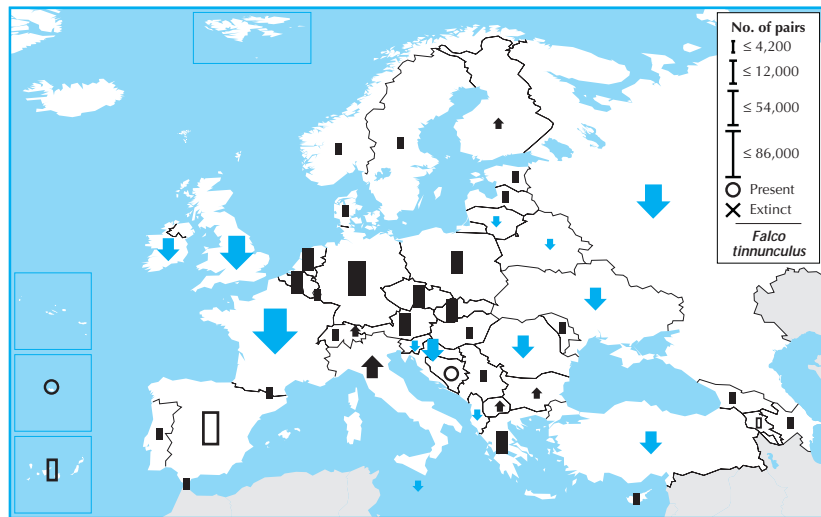 No. of pairs
≤ 4,200
≤ 12,000
≤ 54,000
≤ 86,000
Present
Extinct
Falco
tinnunculus